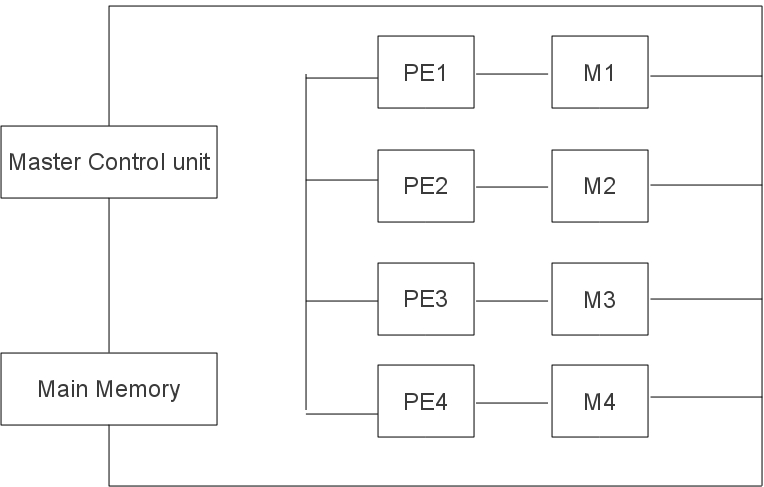 PE1
M1
Master Control unit
PE2
M2
PE3
M3
Main Memory
PE4
M4